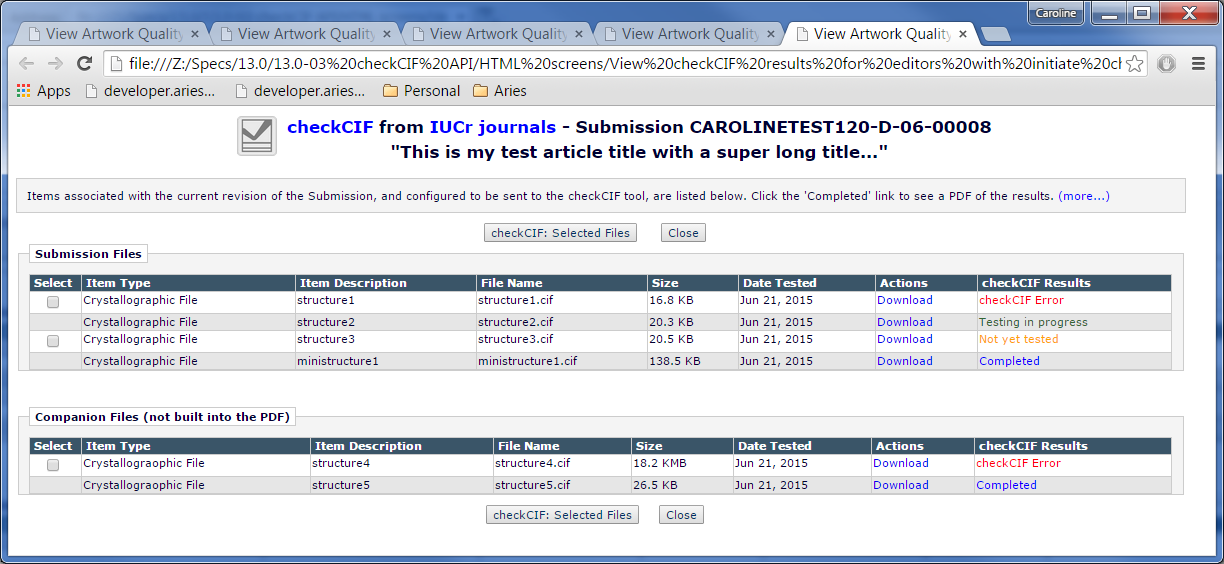 Caroline
View Artwork Quality × View Artwork Quality × View Artwork Quality × View Artwork Quality × View Artwork Quality ×
file:///Z:/Specs/13.0/13.0-03%20checkCIF%20API/HTML%20screens/View%20checkCIF%20results%20for%20editors%20with%20initiate%20cl
Apps developer.aries... developer.aries... Personal Aries
checkCIF from IUCr journals - Submission CAROLINETEST120-D-06-00008
"This is my test article title with a super long title..."
Items associated with the current revision of the Submission, and configured to be sent to the checkCIF tool, are listed below. Click the 'Completed' link to see a PDF of the results. (more...)
checkCIF: Selected Files Close
Submission Files
Select Item Type Item Description File Name Size Date Tested Actions checkCIF Results
Crystallographic File structure1 structure1.cif 16.8 KB Jun 21, 2015 Download checkCIF Error
Crystallographic File structure2 structure2.cif 20.3 KB Jun 21, 2015 Download Testing in progress
Crystallographic File structure3 structure3.cif 20.5 KB Jun 21, 2015 Download Not yet tested
Crystallographic File ministructure1 ministructure1.cif 138.5 KB Jun 21, 2015 Download Completed
Companion Files (not built into the PDF)
Select Item Type Item Description File Name Size Date Tested Actions checkCIF Results
Crystallograophic File structure4 structure4.cif 18.2 KMB Jun 21, 2015 Download checkCIF Error
Crystallograophic File structure5 structure5.cif 26.5 KB Jun 21, 2015 Download Completed
checkCIF: Selected Files Close